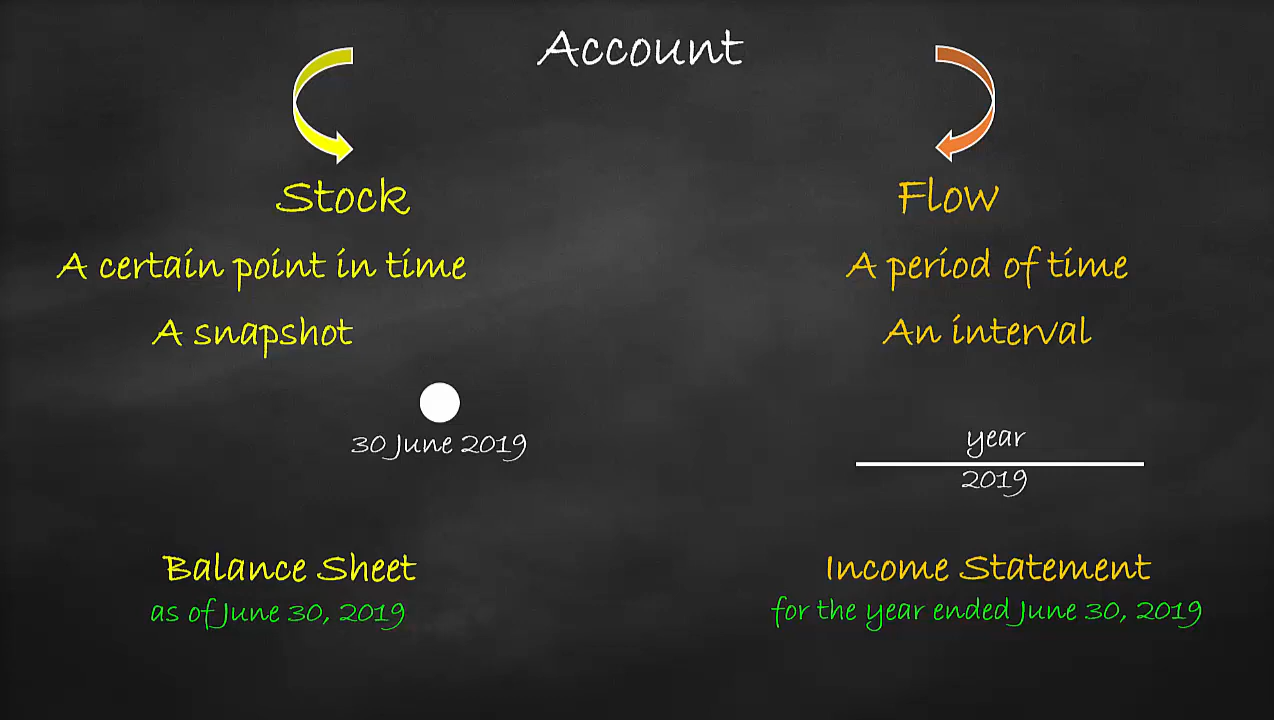 Account
Stock
A certain point in time
A snapshot
30 June 2019
Balance Sheet
as of June 30, 2019
Flow
A period of time
An interval
year
2019
Income Statement
for the year ended June 30, 2019